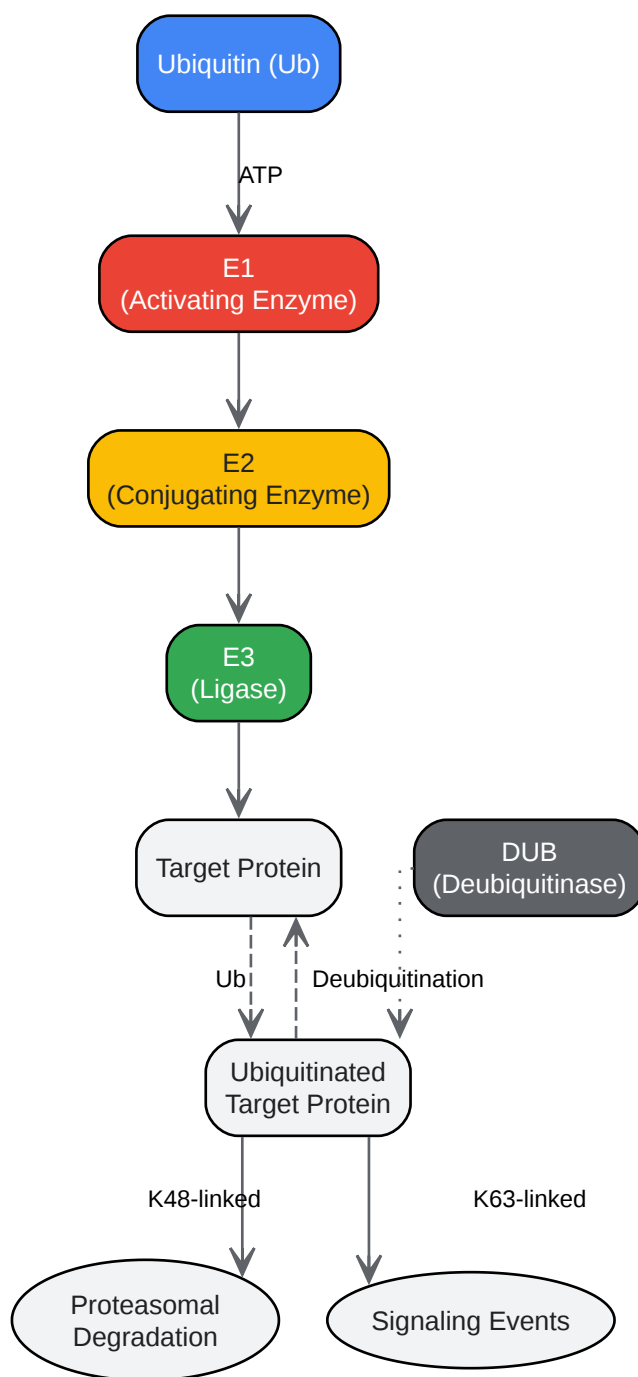 Ubiquitin (Ub)
ATP
E1
(Activating Enzyme)
E2
(Conjugating Enzyme)
E3
(Ligase)
Target Protein
DUB
(Deubiquitinase)
Ub
Deubiquitination
Ubiquitinated
Target Protein
K48-linked
K63-linked
Proteasomal
Degradation
Signaling Events